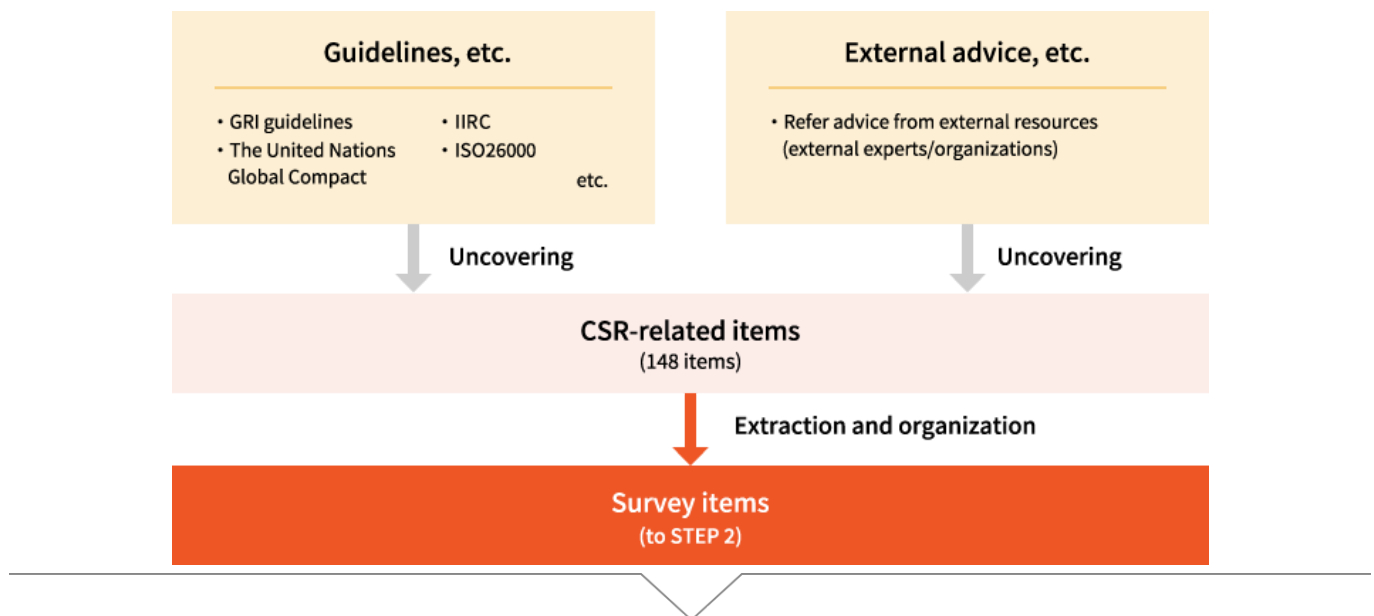 Guidelines, etc.
・GRI guidelines
・The United Nations
Global Compact
・IIRC
・ISO26000
etc.
External advice, etc.
・Refer advice from external resources
(external experts/organizations)
Uncovering
Uncovering
CSR-related items
(148 items)
Extraction and organization
Survey items
(to STEP 2)